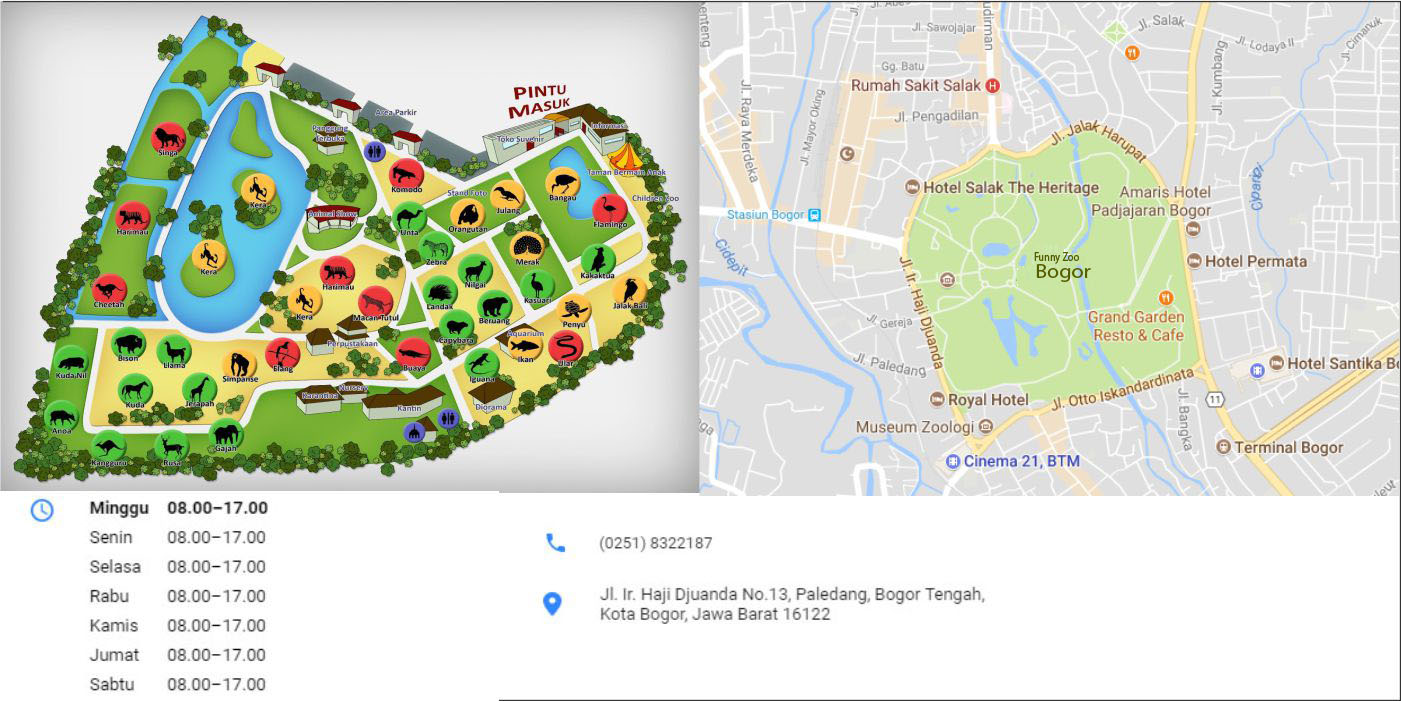 PINTU
MASUK
Area Parkir
Panggung
Terbuka
Toko Suvenir
Informasi
Taman Bermain Anak
Children Zoo
Singa
Komodo
Stand Foto
Julang
Bangau
Flamingo
Kera
Animal Show
Unta
Orangutan
Harimau
Kera
Zebra
Merak
Kakaktua
Cheetah
Harimau
Nilgai
Kasuari
Jalak Bali
Kera
Macan Tutul
Landak
Beruang
Penyu
Perpustakaan
Capybara
Aquarium
Ikan
Ular
Kuda Nil
Bison
Llama
Simpanse
Elang
Buaya
Iguana
Kuda
Jerapah
Karantina
Nursery
Kantin
Diorama
Anoa
Kangguru
Rusa
Gajah
enteng
Jl. Sawojajar
udirman
Jl. Salak
Jl. Lodaya II
Jl. Cimanuk
Gg. Batu
Rumah Sakit Salak
H
Jl. Raya Merdeka
Jl. Mayor Oking
Jl. Pengadilan
Jl. Kumbang
Jl. Jalak Harupat
Hotel Salak The Heritage
Amaris Hotel
Padjajaran Bogor
Ciparigi
Stasiun Bogor
Cidepit
Funny Zoo
Bogor
Hotel Permata
Jl. Ir. Haji Djuanda
Grand Garden
Resto & Cafe
Jl. Gereja
Jl. Paledang
Hotel Santika Bo
Royal Hotel
Jl. Otto Iskandardinata
11
Jl. Bangka
Museum Zoologi
Terminal Bogor
Cinema 21, BTM
Minggu 08.00–17.00
Senin 08.00–17.00
Selasa 08.00–17.00
Rabu 08.00–17.00
Kamis 08.00–17.00
Jumat 08.00–17.00
Sabtu 08.00–17.00
(0251) 8322187
Jl. Ir. Haji Djuanda No.13, Paledang, Bogor Tengah,
Kota Bogor, Jawa Barat 16122